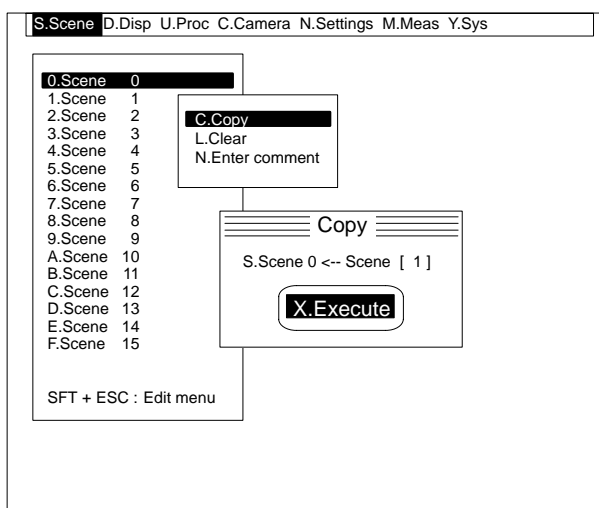 S.Scene D.Disp U.Proc C.Camera N.Settings M.Meas Y.Sys
0.Scene 0
1.Scene 1
2.Scene 2
3.Scene 3
4.Scene 4
5.Scene 5
6.Scene 6
7.Scene 7
8.Scene 8
9.Scene 9
A.Scene 10
B.Scene 11
C.Scene 12
D.Scene 13
E.Scene 14
F.Scene 15
SFT + ESC : Edit menu
C.Copy
L.Clear
N.Enter comment
Copy
S.Scene 0 <-- Scene [ 1 ]
X.Execute